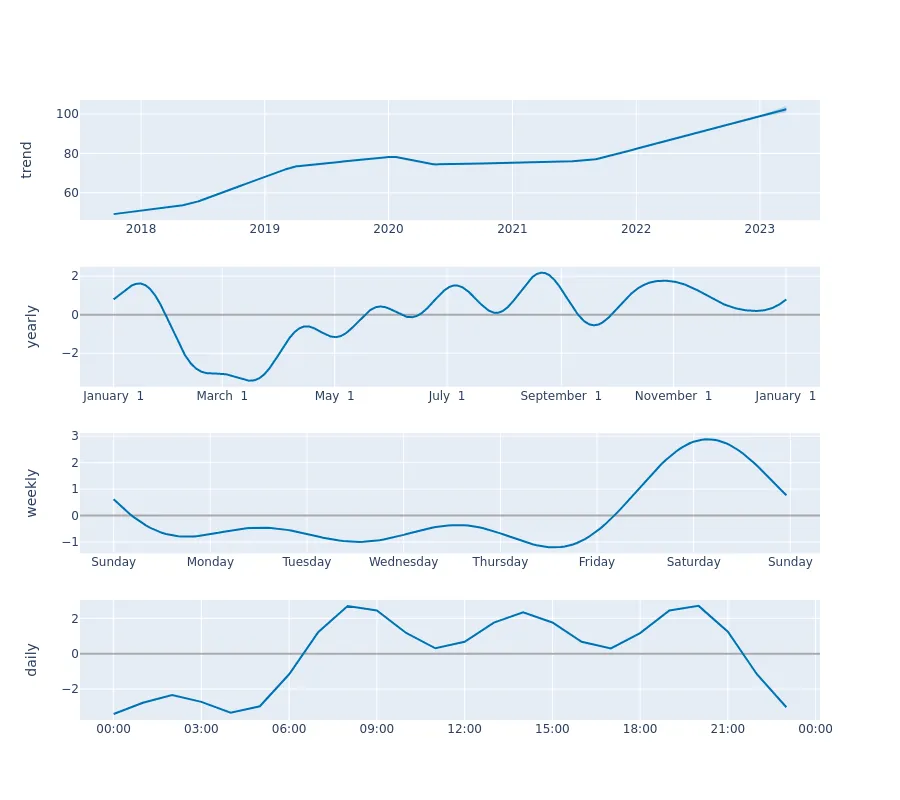 trend
100
80
60
2018 2019 2020 2021 2022 2023
yearly
2
0
−2
January 1 March 1 May 1 July 1 September 1 November 1 January 1
weekly
3
2
1
0
−1
Sunday Monday Tuesday Wednesday Thursday Friday Saturday Sunday
daily
2
0
−2
00:00 03:00 06:00 09:00 12:00 15:00 18:00 21:00 00:00